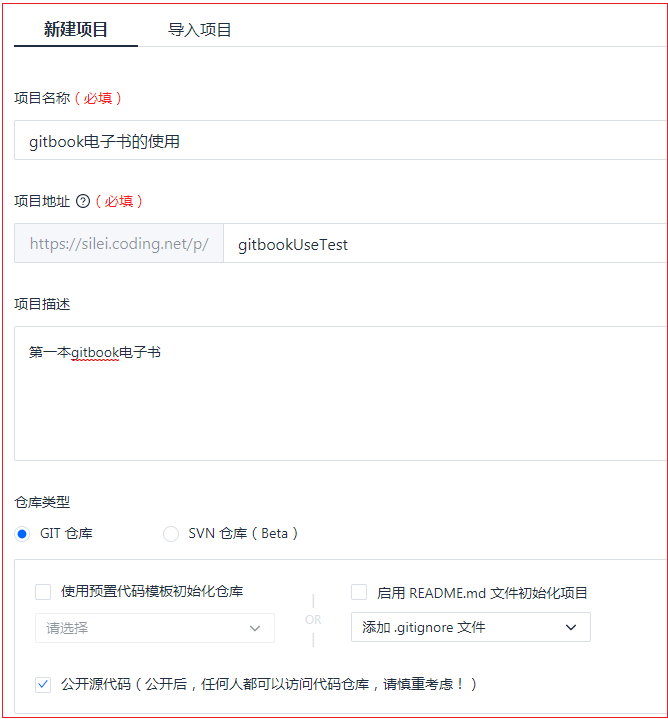 新建项目 导入项目
项目名称（必填）
gitbook电子书的使用
项目地址 ?（必填）
https://silei.coding.net/p/ gitbookUseTest
项目描述
第一本gitbook电子书
仓库类型
GIT 仓库 SVN 仓库（Beta）
使用预置代码模板初始化仓库 启用 README.md 文件初始化项目
请选择 OR 添加 .gitignore 文件
公开源代码（公开后，任何人都可以访问代码仓库，请慎重考虑！）